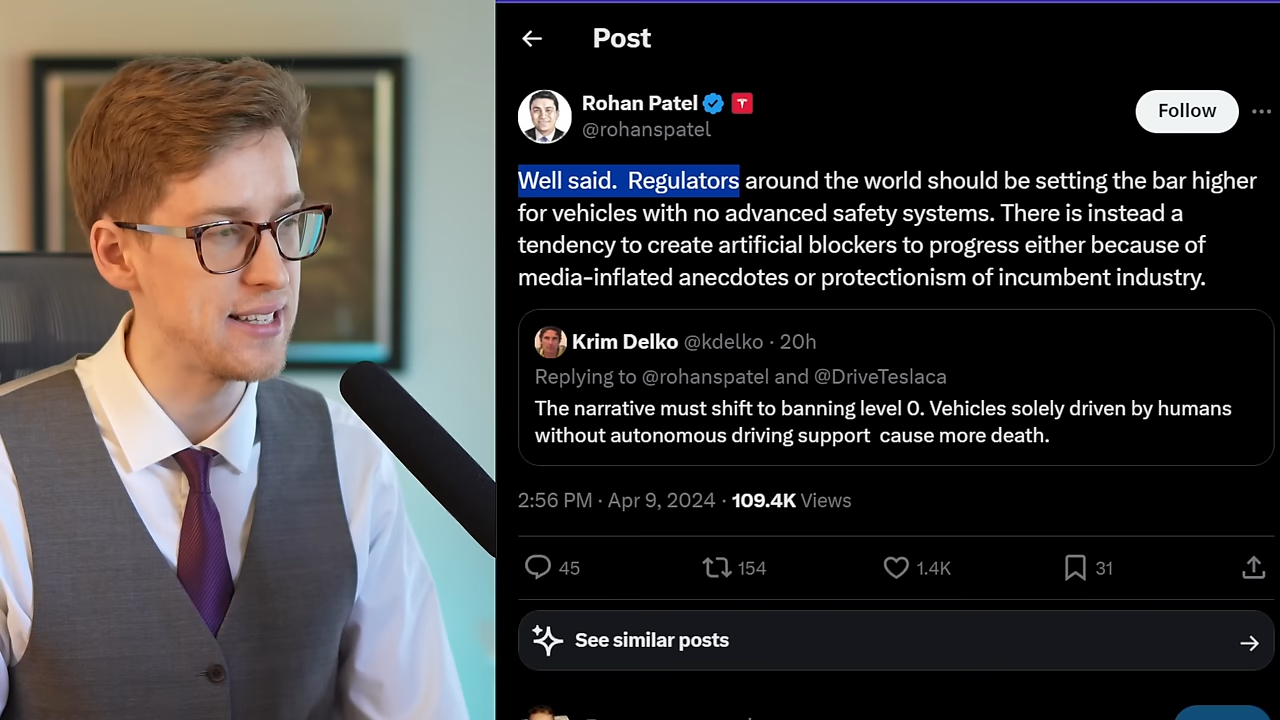 Post
Rohan Patel
@rohanspatel
Follow
Well said. Regulators around the world should be setting the bar higher
for vehicles with no advanced safety systems. There is instead a
tendency to create artificial blockers to progress either because of
media-inflated anecdotes or protectionism of incumbent industry.
Krim Delko @kdelko · 20h
Replying to @rohanspatel and @DriveTeslaca
The narrative must shift to banning level 0. Vehicles solely driven by humans
without autonomous driving support cause more death.
2:56 PM · Apr 9, 2024 · 109.4K Views
45 154 1.4K 31
See similar posts